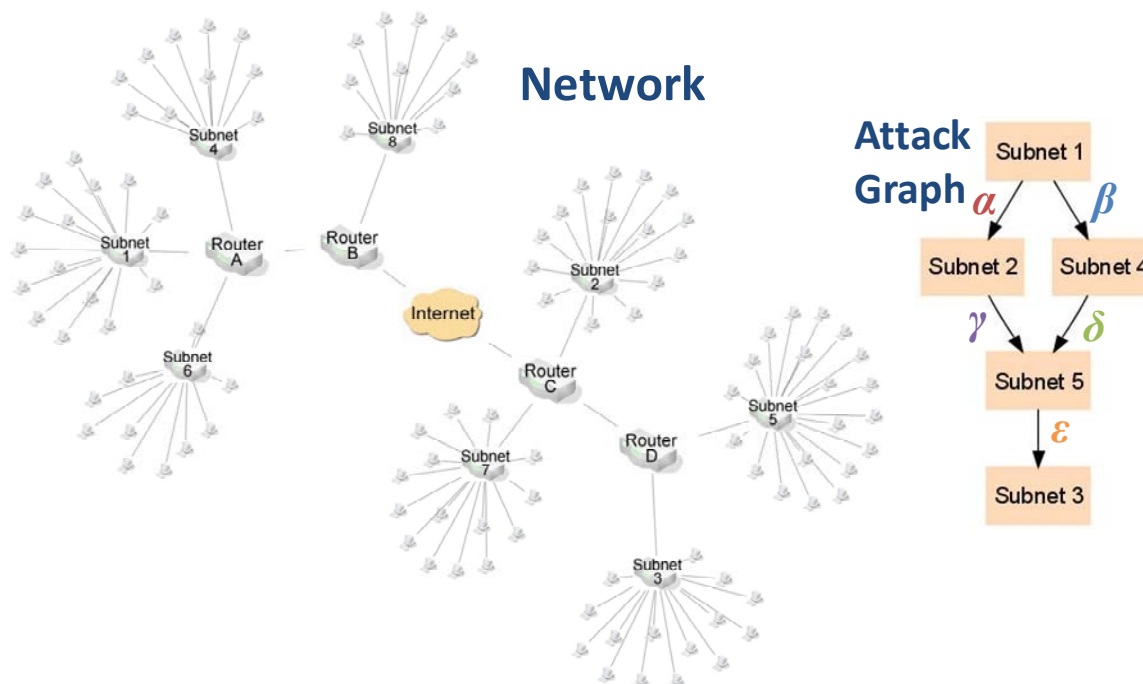 Network
Subnet
4
Subnet
8
Subnet
1
Router
A
Router
B
Subnet
2
Internet
Subnet
6
Router
C
Subnet
5
Router
D
Subnet
7
Subnet
3
Attack
Graph
Subnet 1
α
β
Subnet 2
Subnet 4
γ
δ
Subnet 5
ε
Subnet 3